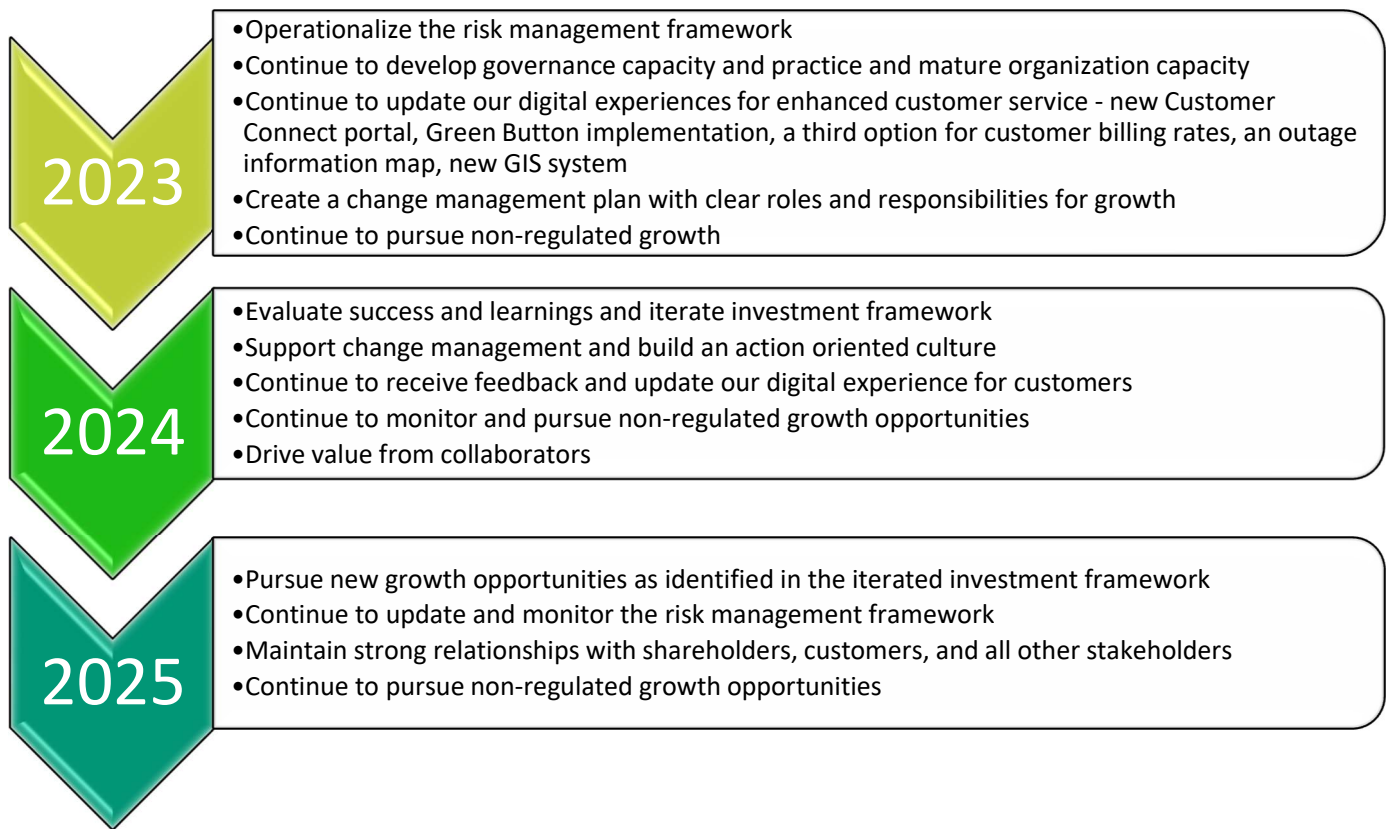 2023
•Operationalize the risk management framework
•Continue to develop governance capacity and practice and mature organization capacity
•Continue to update our digital experiences for enhanced customer service - new Customer
Connect portal, Green Button implementation, a third option for customer billing rates, an outage
information map, new GIS system
•Create a change management plan with clear roles and responsibilities for growth
•Continue to pursue non-regulated growth
2024
•Evaluate success and learnings and iterate investment framework
•Support change management and build an action oriented culture
•Continue to receive feedback and update our digital experience for customers
•Continue to monitor and pursue non-regulated growth opportunities
•Drive value from collaborators
2025
•Pursue new growth opportunities as identified in the iterated investment framework
•Continue to update and monitor the risk management framework
•Maintain strong relationships with shareholders, customers, and all other stakeholders
•Continue to pursue non-regulated growth opportunities